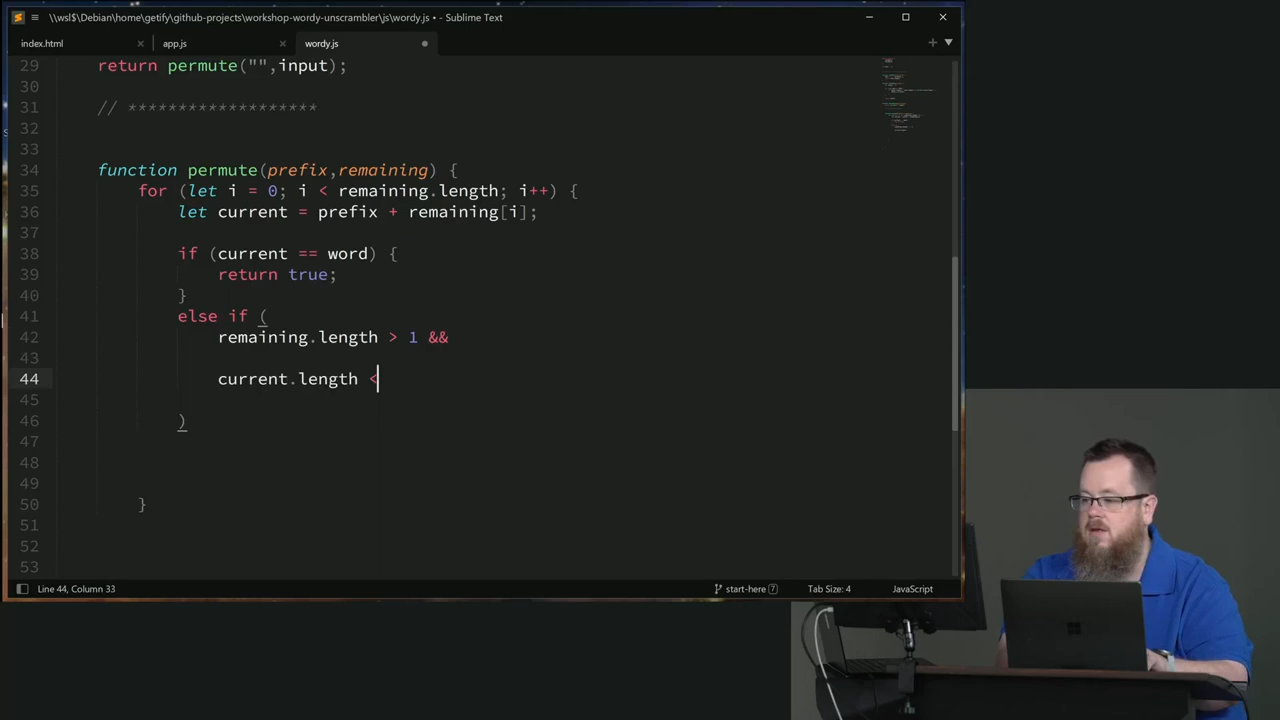 \\wsl$\Debian\home\getify\github-projects\workshop-wordy-unscrambler\js\wordy.js • - Sublime Text
index.html
app.js
wordy.js
29 return permute("",input);
30
31 // *******************
32
33
34 function permute(prefix,remaining) {
35 for (let i = 0; i < remaining.length; i++) {
36 let current = prefix + remaining[i];
37
38 if (current == word) {
39 return true;
40 }
41 else if (
42 remaining.length > 1 &&
43
44 current.length <
45
46 )
47
48
49
50 }
51
52
53
Line 44, Column 33
start-here 7
Tab Size: 4
JavaScript